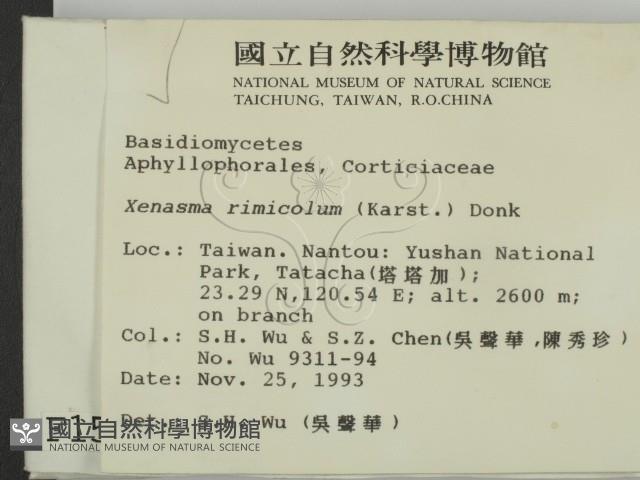 國立自然科學博物館
NATIONAL MUSEUM OF NATURAL SCIENCE
TAICHUNG, TAIWAN, R.O.CHINA
Basidiomycetes
Aphyllophorales, Corticiaceae
Xenasma rimicolum (Karst.) Donk
Loc.: Taiwan. Nantou: Yushan National
Park, Tatacha(塔塔加);
23.29 N,120.54 E; alt. 2600 m;
on branch
Col.: S.H. Wu & S.Z. Chen(吳聲華,陳秀珍)
No. Wu 9311-94
Date: Nov. 25, 1993
Det.: S.H. Wu (吳聲華)
國立自然科學博物館
NATIONAL MUSEUM OF NATURAL SCIENCE